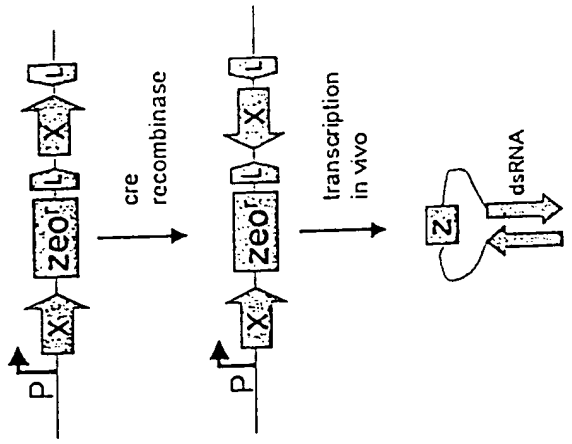 P X zeoʳ L X L
cre
recombinase
P X zeoʳ L X L
transcription
in vivo
Z
dsRNA